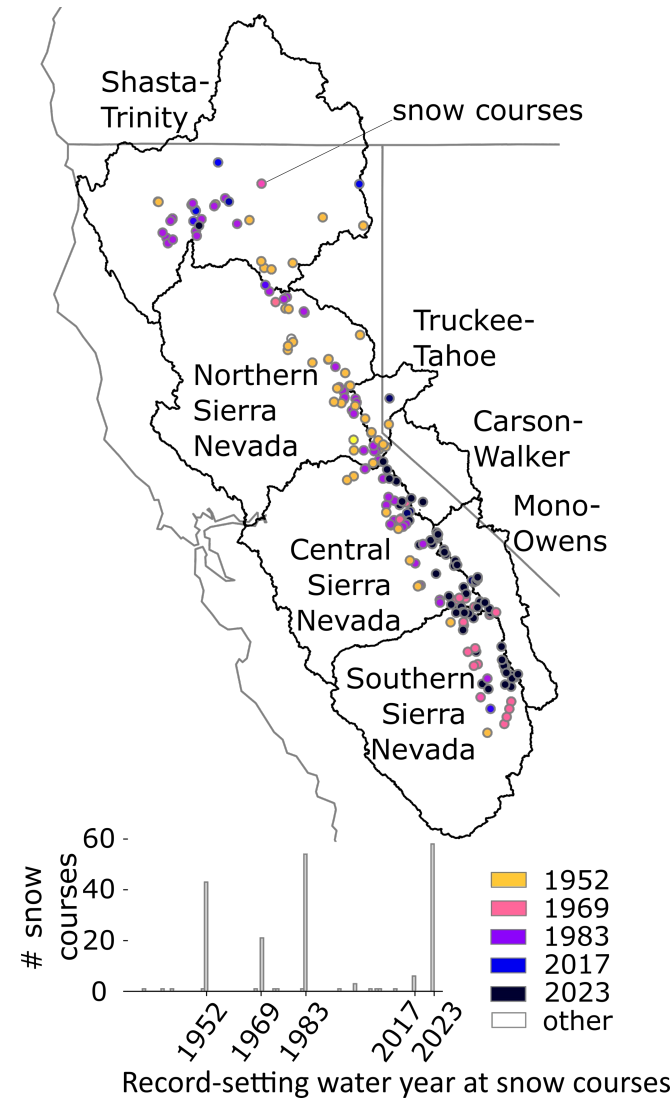 Shasta-
Trinity
snow courses
Truckee-
Tahoe
Northern
Sierra
Nevada
Carson-
Walker
Mono-
Owens
Central
Sierra
Nevada
Southern
Sierra
Nevada
# snow
courses
60
40
20
0
1952
1969
1983
2017
2023
Record-setting water year at snow courses
1952
1969
1983
2017
2023
other